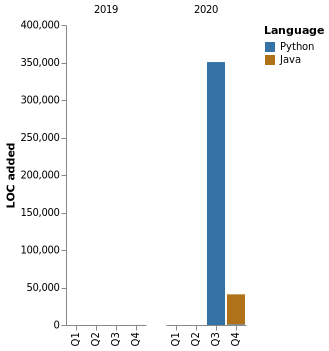 2019
2020
Language
Python
Java
LOC added
400,000
350,000
300,000
250,000
200,000
150,000
100,000
50,000
0
Q1
Q2
Q3
Q4
Q1
Q2
Q3
Q4